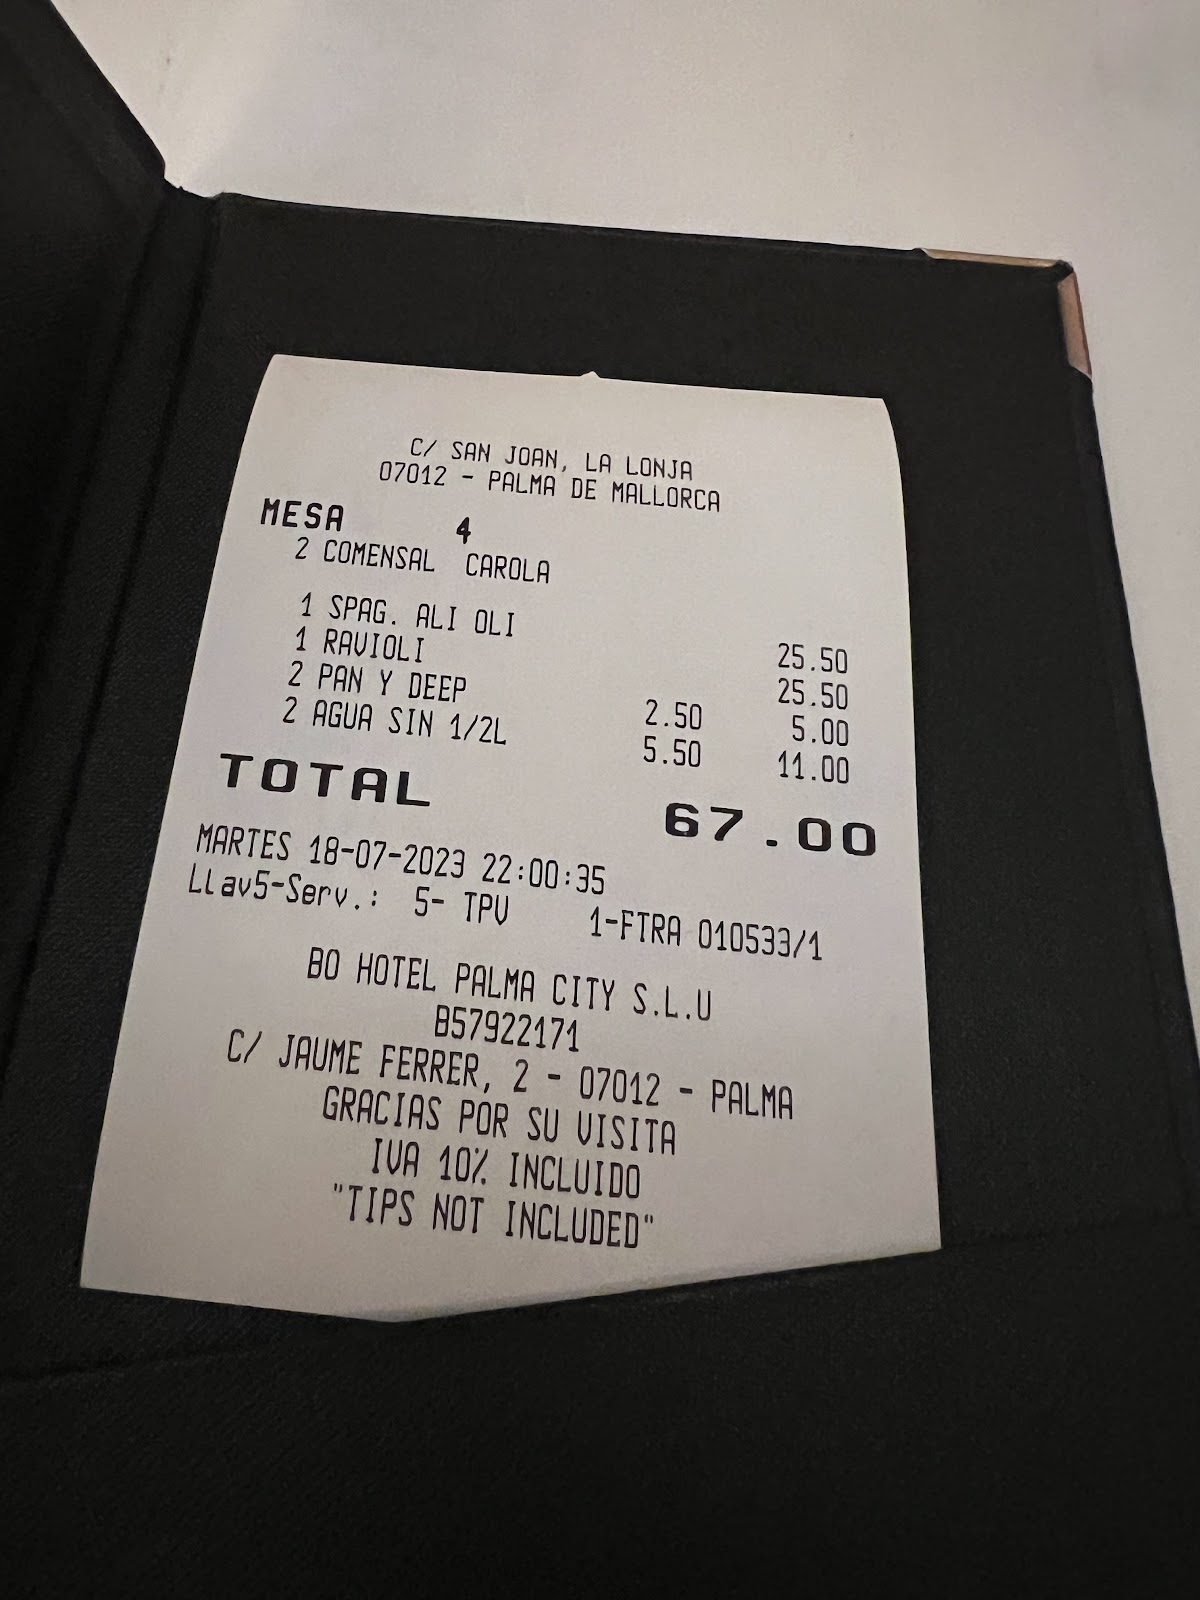 C/ SAN JOAN, LA LONJA
07012 - PALMA DE MALLORCA
MESA 4
2 COMENSAL CAROLA
1 SPAG. ALI OLI 25.50
1 RAVIOLI 25.50
2 PAN Y DEEP 2.50 5.00
2 AGUA SIN 1/2L 5.50 11.00
TOTAL 67.00
MARTES 18-07-2023 22:00:35
Llav5-Serv.: 5- TPV 1-FTRA 010533/1
BO HOTEL PALMA CITY S.L.U
B57922171
C/ JAUME FERRER, 2 - 07012 - PALMA
GRACIAS POR SU VISITA
IVA 10% INCLUIDO
"TIPS NOT INCLUDED"